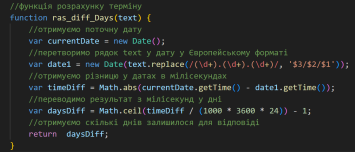 //функція розрахунку терміну
function ras_diff_Days(text) {
//отримуємо поточну дату
var currentDate = new Date();
//перетворимо рядок text у дату у Європейському форматі
var date1 = new Date(text.replace(/(\d+).(\d+).(\d+)/, '$3/$2/$1'));
//отримуємо різницю у датах в мілісекундах
var timeDiff = Math.abs(currentDate.getTime() - date1.getTime());
//переводимо результат з мілісекунд у дні
var daysDiff = Math.ceil(timeDiff / (1000 * 3600 * 24)) - 1;
//отримуємо скількі днів залишилося для відповіді
return daysDiff;
}